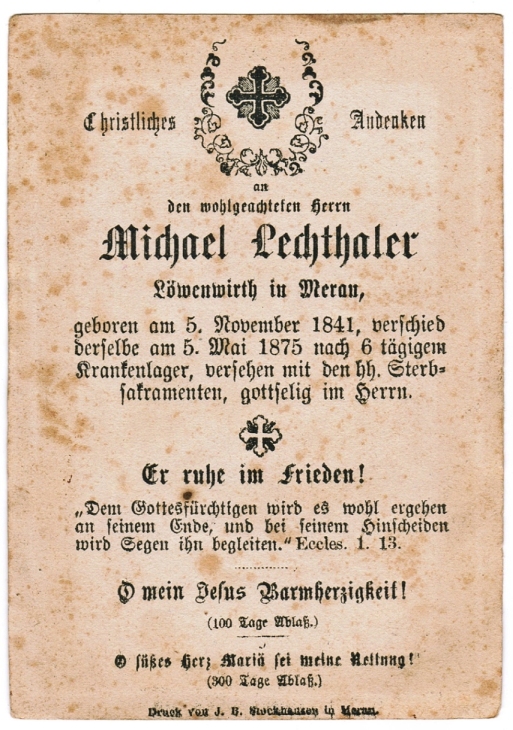 Christliches Andenken
an
den wohlgeachteten Herrn
Michael Lechthaler
Löwenwirth in Meran,
geboren am 5. November 1841, verschied
derselbe am 5. Mai 1875 nach 6 tägigem
Krankenlager, versehen mit den hh. Sterb-
sakramenten, gottselig im Herrn.
Er ruhe im Frieden!
„Dem Gottesfürchtigen wird es wohl ergehen
an seinem Ende, und bei seinem Hinscheiden
wird Segen ihn begleiten.“ Eccles. 1. 13.
O mein Jesus Barmherzigkeit!
(100 Tage Ablaß.)
O süßes Herz Mariä sei meine Rettung!
(300 Tage Ablaß.)
Druck von J. B. Stockhausen in Meran.